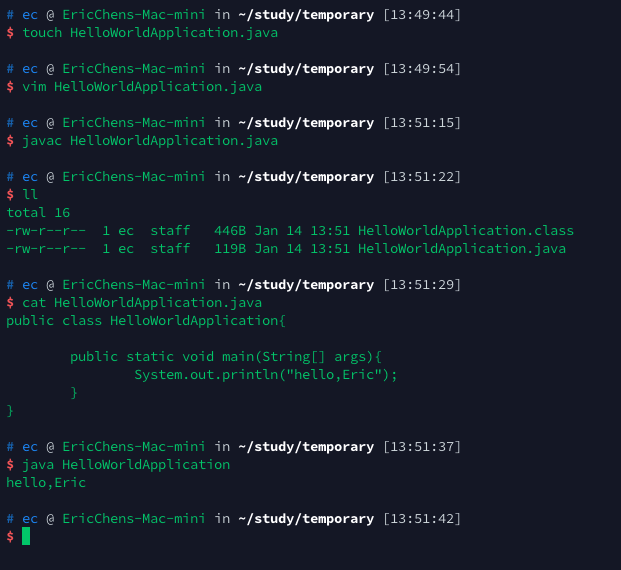 # ec @ EricChens-Mac-mini in ~/study/temporary [13:49:44]
$ touch HelloWorldApplication.java
# ec @ EricChens-Mac-mini in ~/study/temporary [13:49:54]
$ vim HelloWorldApplication.java
# ec @ EricChens-Mac-mini in ~/study/temporary [13:51:15]
$ javac HelloWorldApplication.java
# ec @ EricChens-Mac-mini in ~/study/temporary [13:51:22]
$ ll
total 16
-rw-r--r--  1 ec  staff   446B Jan 14 13:51 HelloWorldApplication.class
-rw-r--r--  1 ec  staff   119B Jan 14 13:51 HelloWorldApplication.java
# ec @ EricChens-Mac-mini in ~/study/temporary [13:51:29]
$ cat HelloWorldApplication.java
public class HelloWorldApplication{
        public static void main(String[] args){
                System.out.println("hello,Eric");
        }
}
# ec @ EricChens-Mac-mini in ~/study/temporary [13:51:37]
$ java HelloWorldApplication
hello,Eric
# ec @ EricChens-Mac-mini in ~/study/temporary [13:51:42]
$